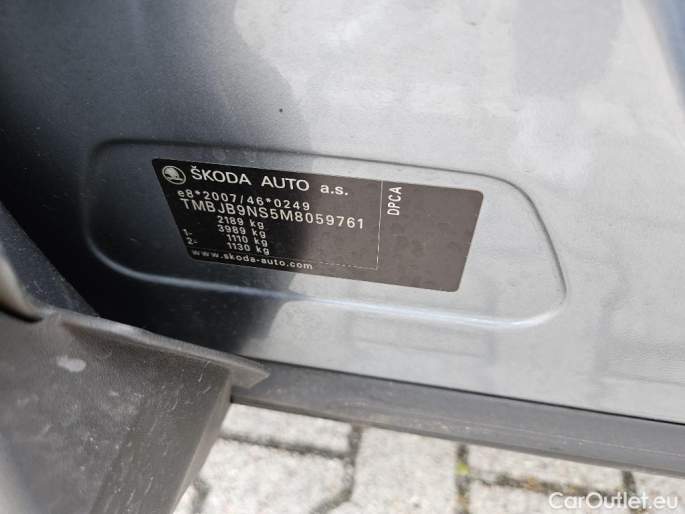 ŠKODA AUTO a.s.
e8*2007/46*0249
TMBJB9NS5M8059761
2189 kg
3989 kg
1- 1110 kg
2- 1130 kg
www.skoda-auto.com
DPCA
CarOutlet.eu